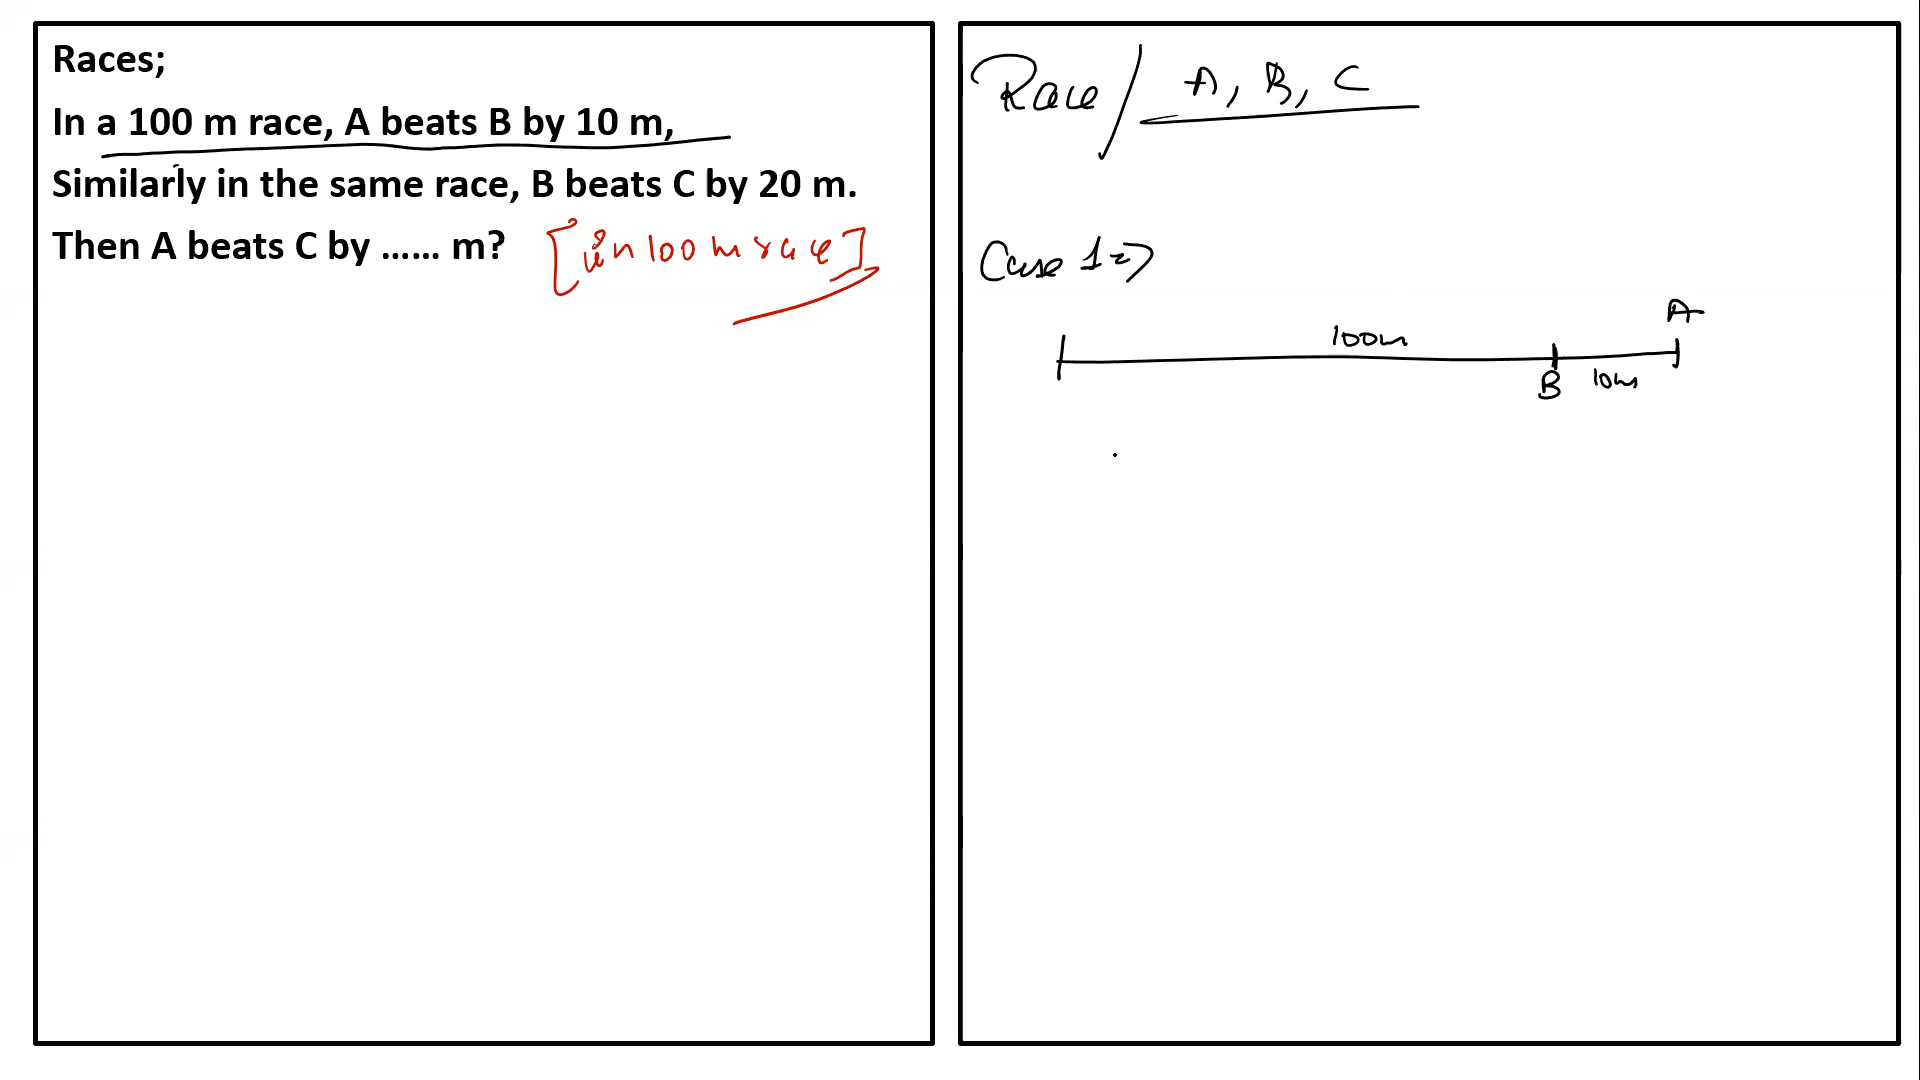 Races;
In a 100 m race, A beats B by 10 m,
Similarly in the same race, B beats C by 20 m.
Then A beats C by ...... m? [in 100 m race]
Race / A, B, C
Case 1 =>
A
100m
B 10m